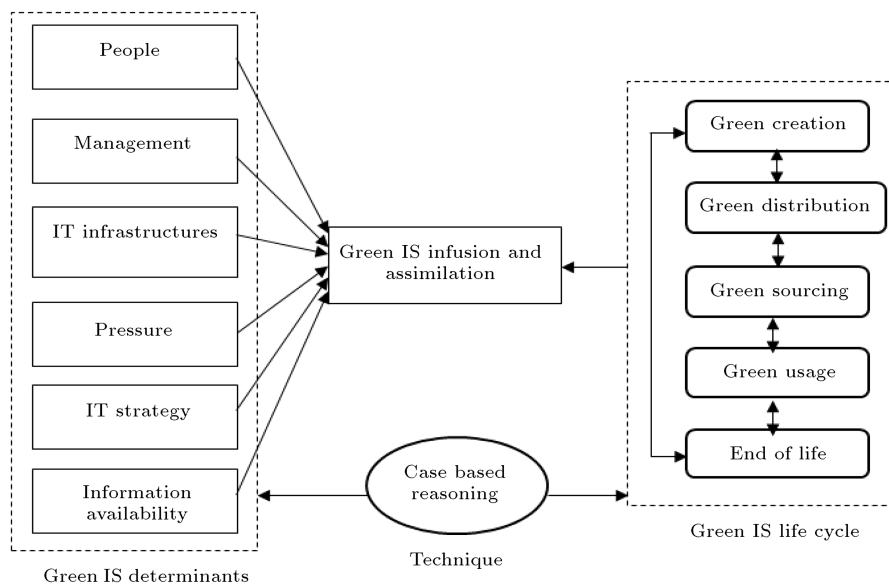 People
Management
IT infrastructures
Pressure
IT strategy
Information
availability
Green IS determinants
Green IS infusion and
assimilation
Case based
reasoning
Technique
Green creation
Green distribution
Green sourcing
Green usage
End of life
Green IS life cycle